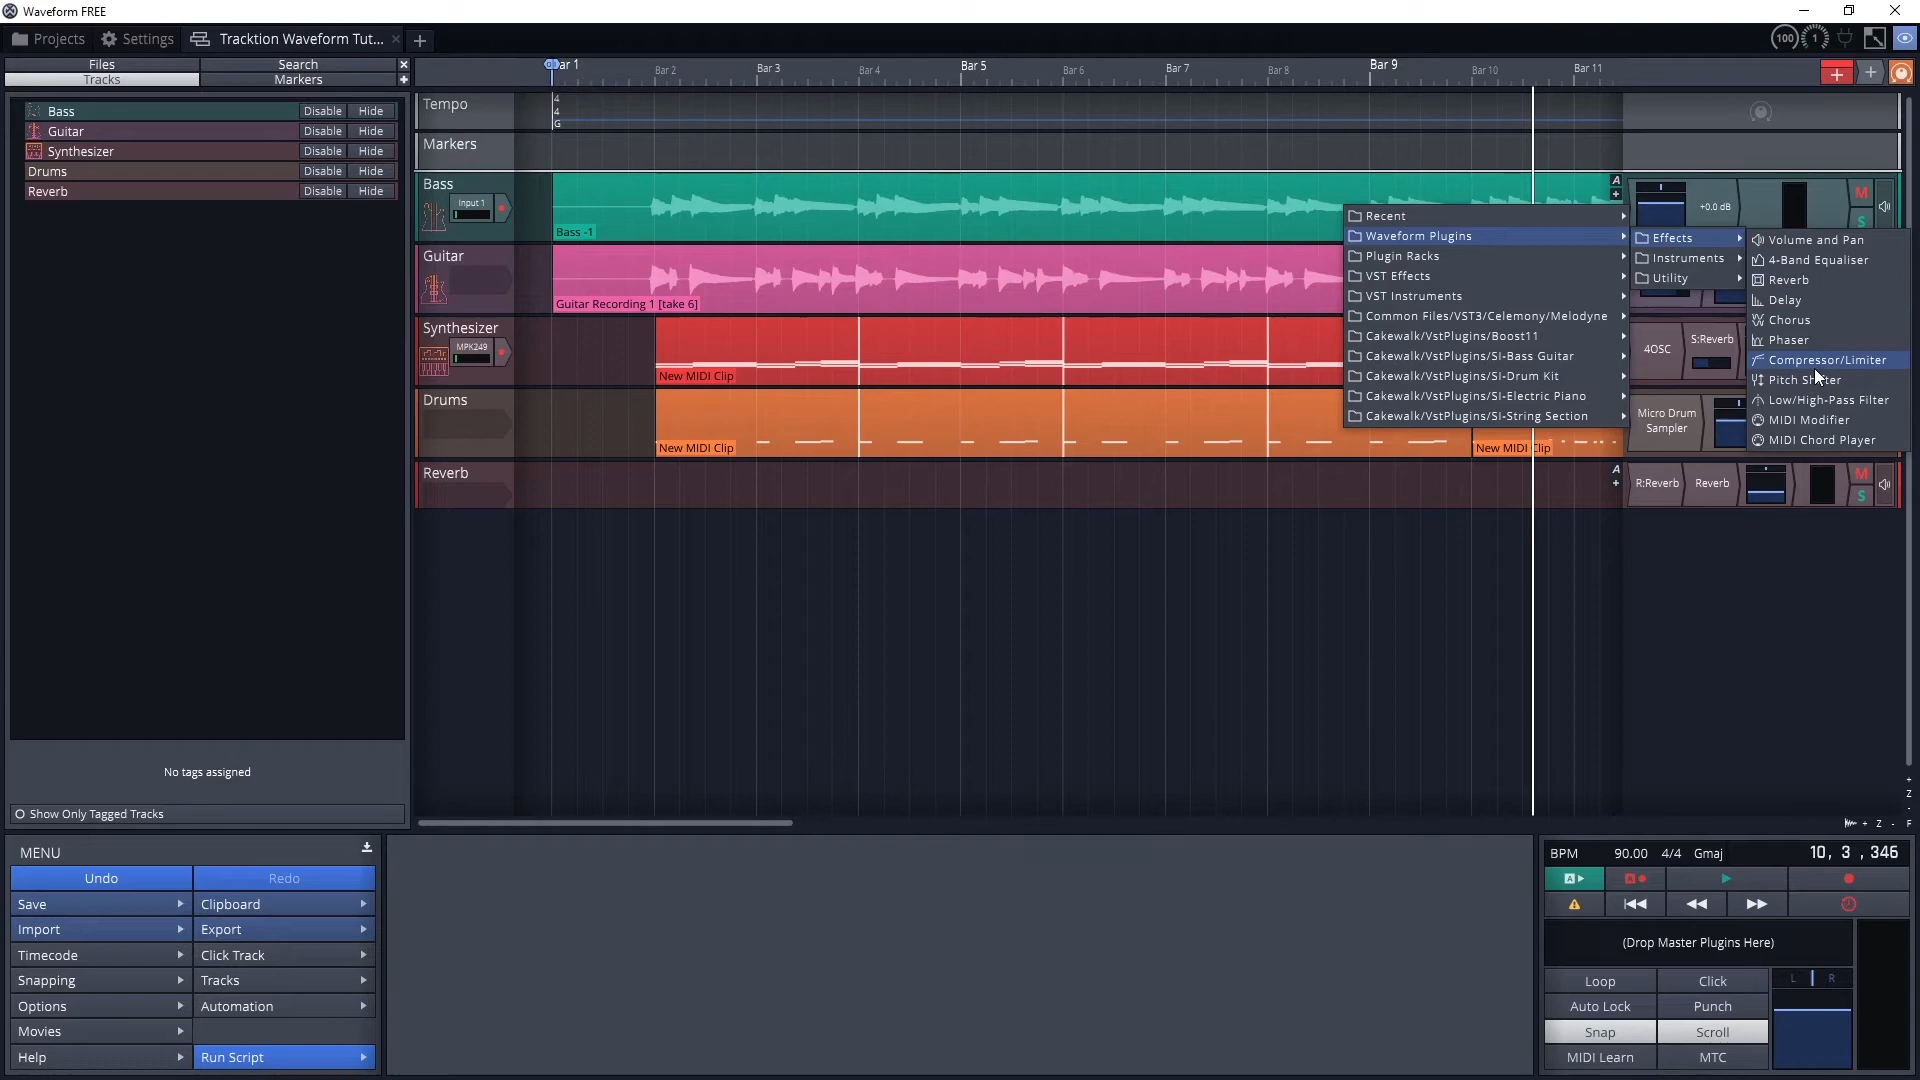 Waveform FREE
Projects
Settings
Tracktion Waveform Tut...
100
1
Files
Search
Tracks
Markers
Bass Disable Hide
Guitar Disable Hide
Synthesizer Disable Hide
Drums Disable Hide
Reverb Disable Hide
No tags assigned
Show Only Tagged Tracks
Bar 1
Bar 2
Bar 3
Bar 4
Bar 5
Bar 6
Bar 7
Bar 8
Bar 9
Bar 10
Bar 11
Tempo
4
4
G
Markers
Bass
Input 1
Bass -1
A
+0.0 dB
M
S
Guitar
Guitar Recording 1 [take 6]
Synthesizer
MPK249
New MIDI Clip
4OSC
S:Reverb
Drums
New MIDI Clip
New MIDI Clip
Micro Drum
Sampler
Reverb
A
R:Reverb
Reverb
M
S
Recent
Waveform Plugins
Plugin Racks
VST Effects
VST Instruments
Common Files/VST3/Celemony/Melodyne
Cakewalk/VstPlugins/Boost11
Cakewalk/VstPlugins/SI-Bass Guitar
Cakewalk/VstPlugins/SI-Drum Kit
Cakewalk/VstPlugins/SI-Electric Piano
Cakewalk/VstPlugins/SI-String Section
Effects
Instruments
Utility
Volume and Pan
4-Band Equaliser
Reverb
Delay
Chorus
Phaser
Compressor/Limiter
Pitch Shifter
Low/High-Pass Filter
MIDI Modifier
MIDI Chord Player
+ Z - F
MENU
Undo
Redo
Save
Clipboard
Import
Export
Timecode
Click Track
Snapping
Tracks
Options
Automation
Movies
Help
Run Script
BPM 90.00 4/4 Gmaj 10, 3 , 346
A
A
(Drop Master Plugins Here)
Loop
Click
L R
Auto Lock
Punch
Snap
Scroll
MIDI Learn
MTC